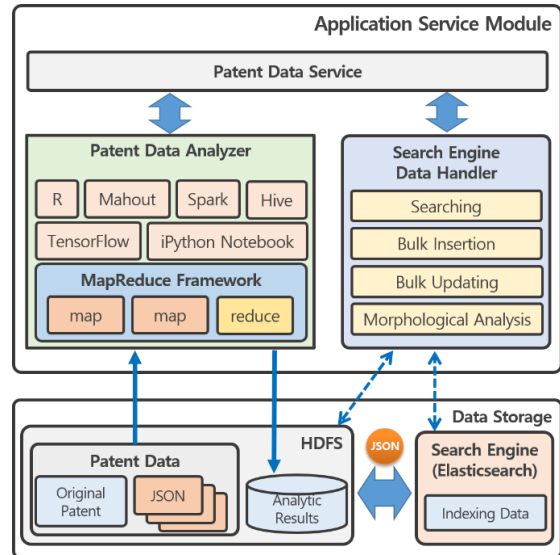 Application Service Module
Patent Data Service
Patent Data Analyzer
R
Mahout
Spark
Hive
TensorFlow
iPython Notebook
MapReduce Framework
map
map
reduce
Search Engine
Data Handler
Searching
Bulk Insertion
Bulk Updating
Morphological Analysis
Data Storage
HDFS
Patent Data
Original
Patent
JSON
Analytic
Results
JSON
Search Engine
(Elasticsearch)
Indexing Data